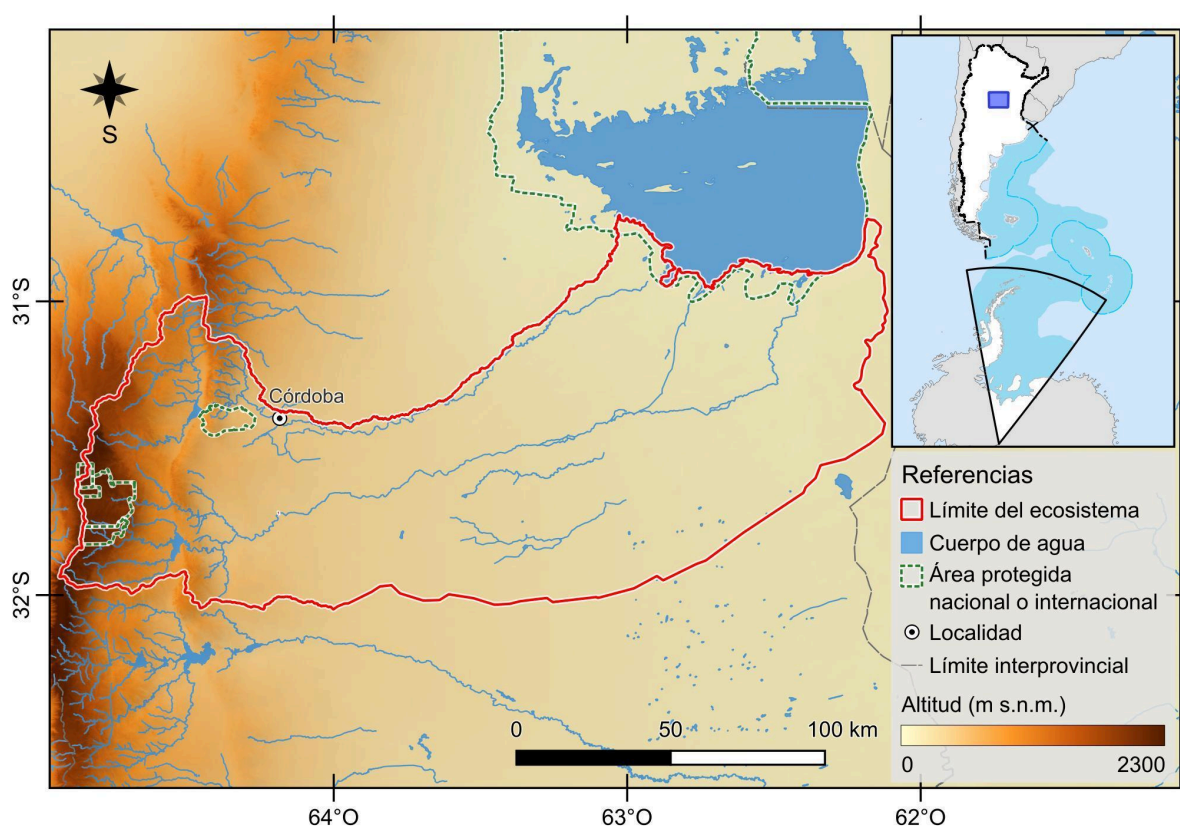 S
Córdoba
31°S
32°S
64°O
63°O
62°O
0
50
100 km
Referencias
Límite del ecosistema
Cuerpo de agua
Área protegida
nacional o internacional
Localidad
Límite interprovincial
Altitud (m s.n.m.)
0
2300